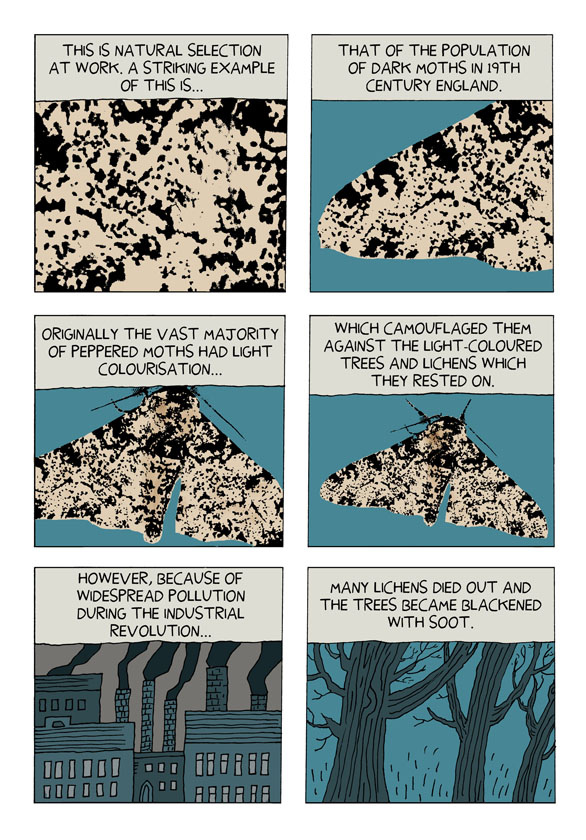 THIS IS NATURAL SELECTION
AT WORK. A STRIKING EXAMPLE
OF THIS IS...
THAT OF THE POPULATION
OF DARK MOTHS IN 19TH
CENTURY ENGLAND.
ORIGINALLY THE VAST MAJORITY
OF PEPPERED MOTHS HAD LIGHT
COLOURISATION...
WHICH CAMOUFLAGED THEM
AGAINST THE LIGHT-COLOURED
TREES AND LICHENS WHICH
THEY RESTED ON.
HOWEVER, BECAUSE OF
WIDESPREAD POLLUTION
DURING THE INDUSTRIAL
REVOLUTION...
MANY LICHENS DIED OUT AND
THE TREES BECAME BLACKENED
WITH SOOT.